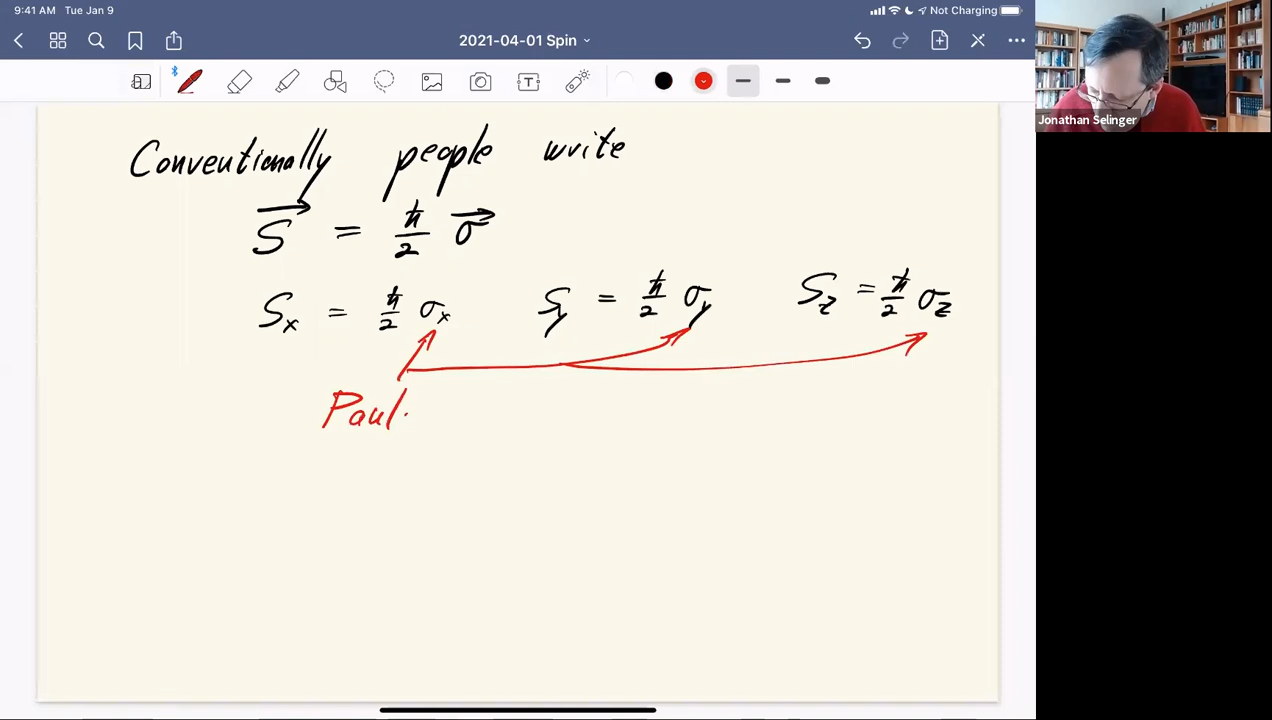 9:41 AM Tue Jan 9
Not Charging
2021-04-01 Spin
Jonathan Selinger
Conventionally people write
S⃗ = ħ/2 σ⃗
Sx = ħ/2 σx Sy = ħ/2 σy Sz = ħ/2 σz
Paul.